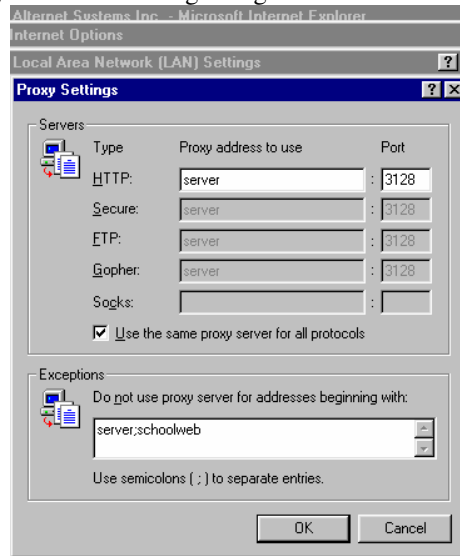 Alternet Systems Inc. - Microsoft Internet Explorer
Internet Options
Local Area Network (LAN) Settings ?
Proxy Settings ? X
Servers
Type Proxy address to use Port
HTTP: server : 3128
Secure: server : 3128
FTP: server : 3128
Gopher: server : 3128
Socks: :
Use the same proxy server for all protocols
Exceptions
Do not use proxy server for addresses beginning with:
server;schoolweb
Use semicolons ( ; ) to separate entries.
OK Cancel